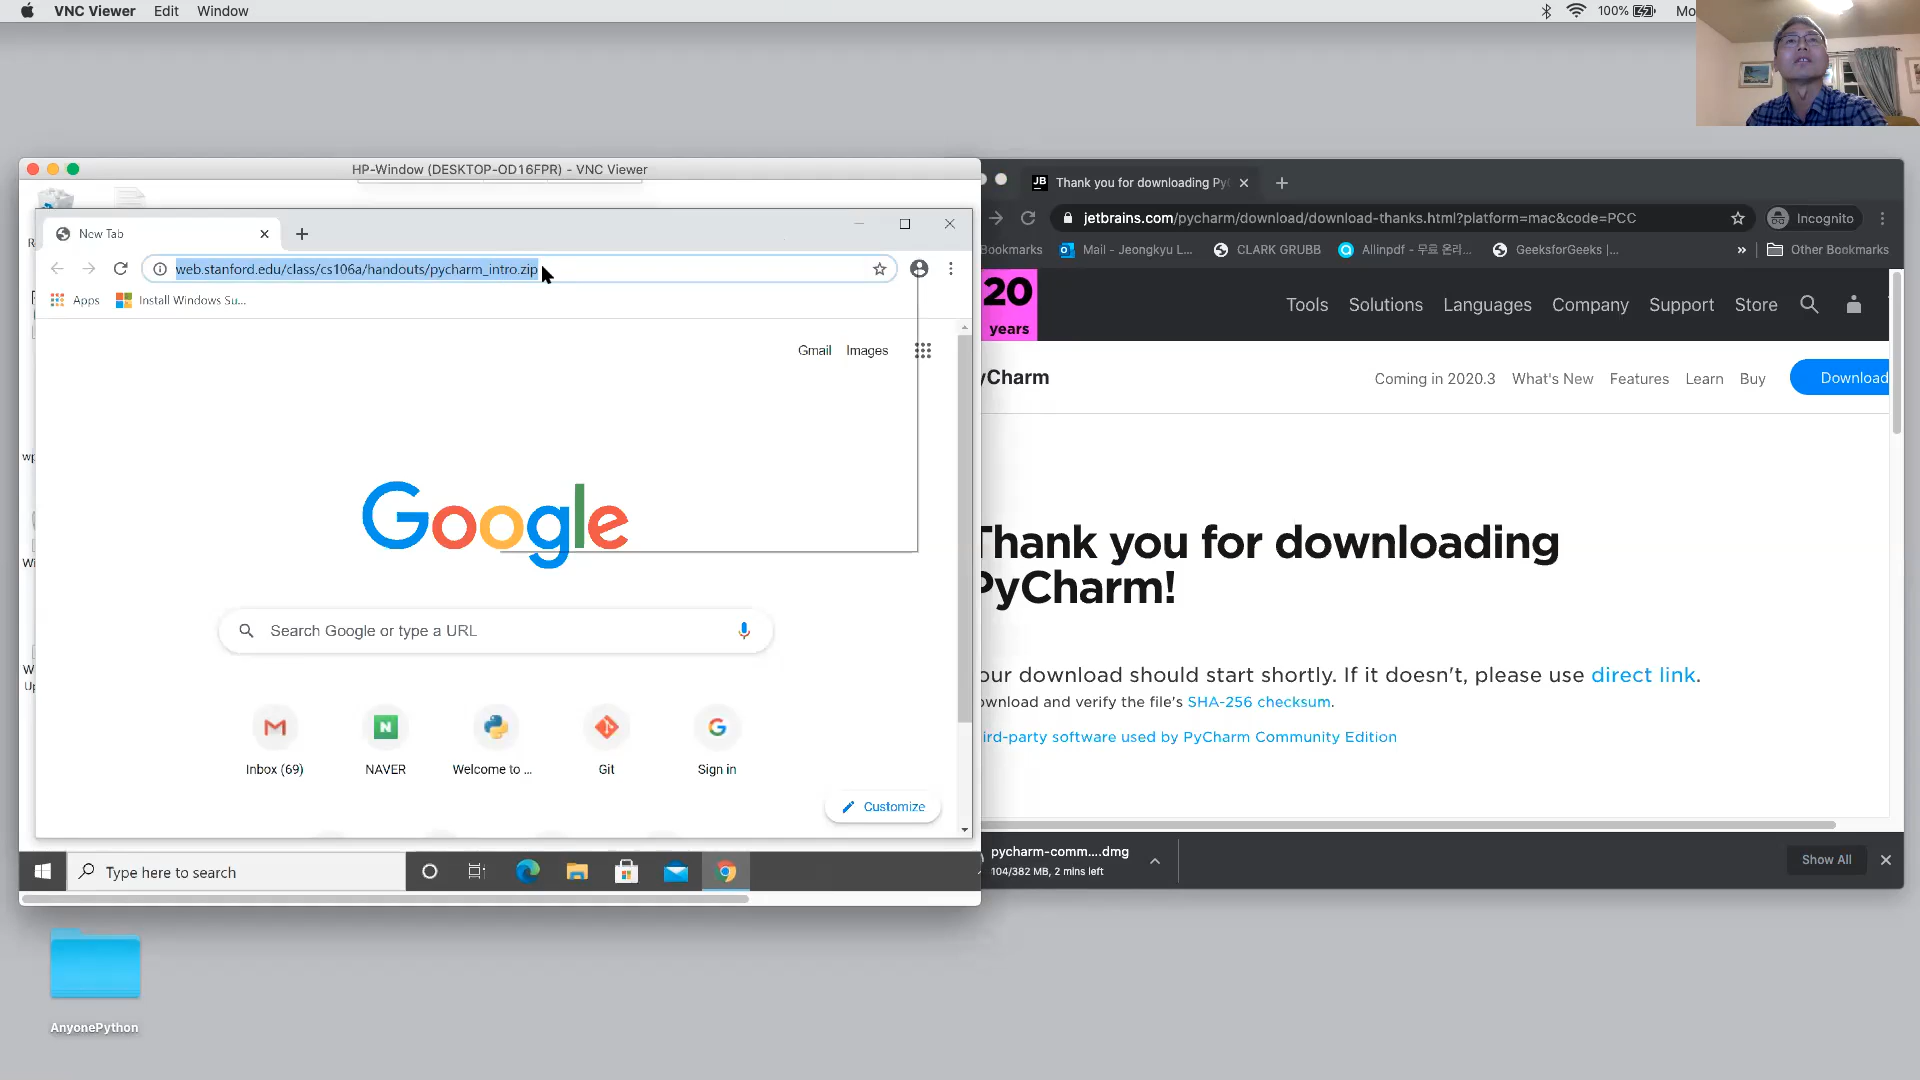 VNC Viewer Edit Window
100% Mo
HP-Window (DESKTOP-OD16FPR) - VNC Viewer
New Tab
web.stanford.edu/class/cs106a/handouts/pycharm_intro.zip
Apps Install Windows Su...
Gmail Images
Google
Search Google or type a URL
Inbox (69) NAVER Welcome to ... Git Sign in
Customize
Type here to search
AnyonePython
JB Thank you for downloading Py
jetbrains.com/pycharm/download/download-thanks.html?platform=mac&code=PCC Incognito
Bookmarks Mail - Jeongkyu L... CLARK GRUBB Allinpdf - 무료 온라... GeeksforGeeks |... » Other Bookmarks
20
years
Tools Solutions Languages Company Support Store
yCharm Coming in 2020.3 What's New Features Learn Buy Download
Thank you for downloading
PyCharm!
our download should start shortly. If it doesn't, please use direct link.
ownload and verify the file's SHA-256 checksum.
ird-party software used by PyCharm Community Edition
pycharm-comm....dmg
104/382 MB, 2 mins left
Show All